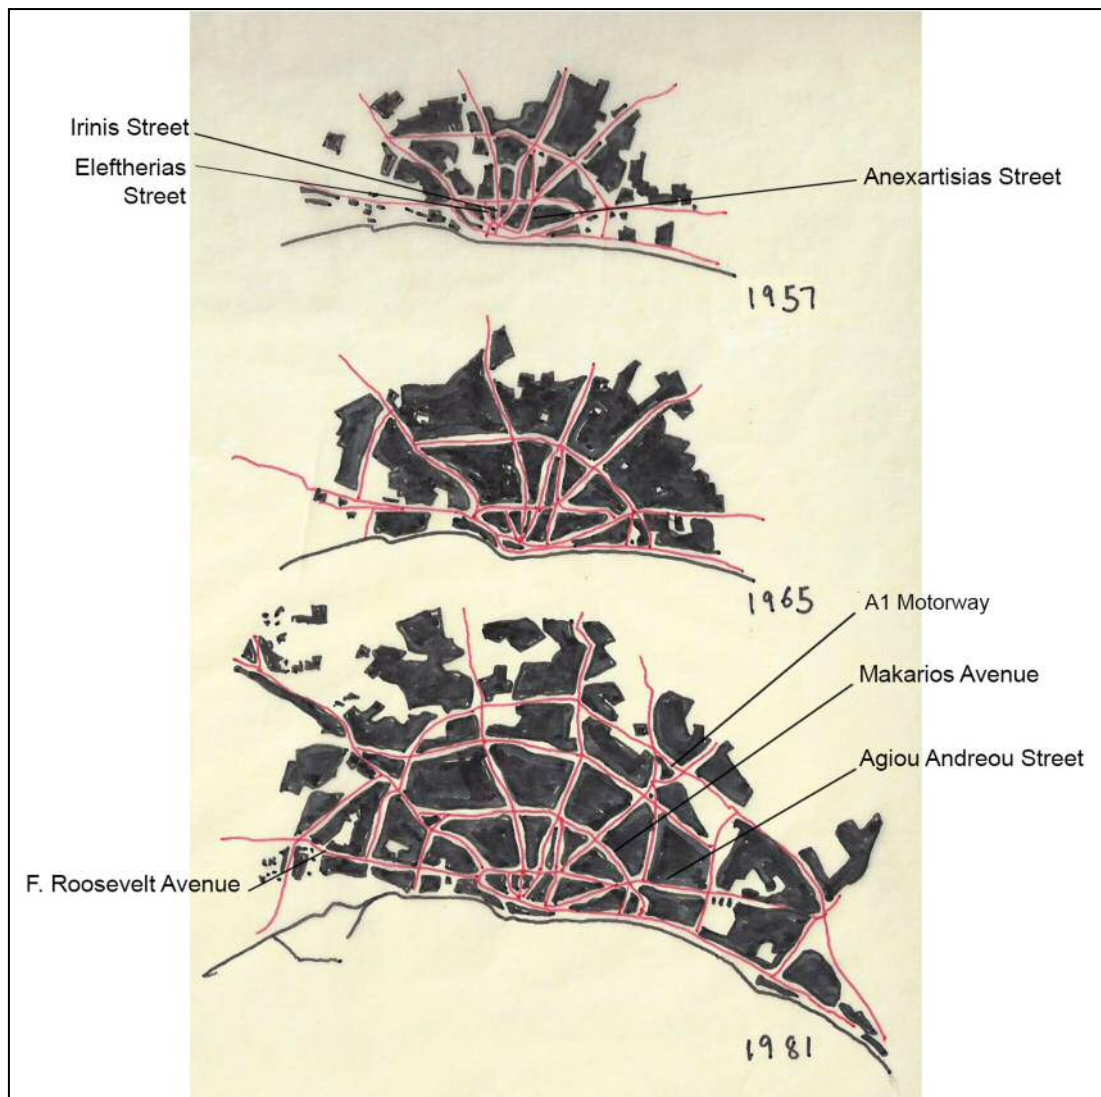 Irinis Street
Eleftherias
Street
Anexartisias Street
1957
1965
A1 Motorway
Makarios Avenue
Agiou Andreou Street
F. Roosevelt Avenue
1981